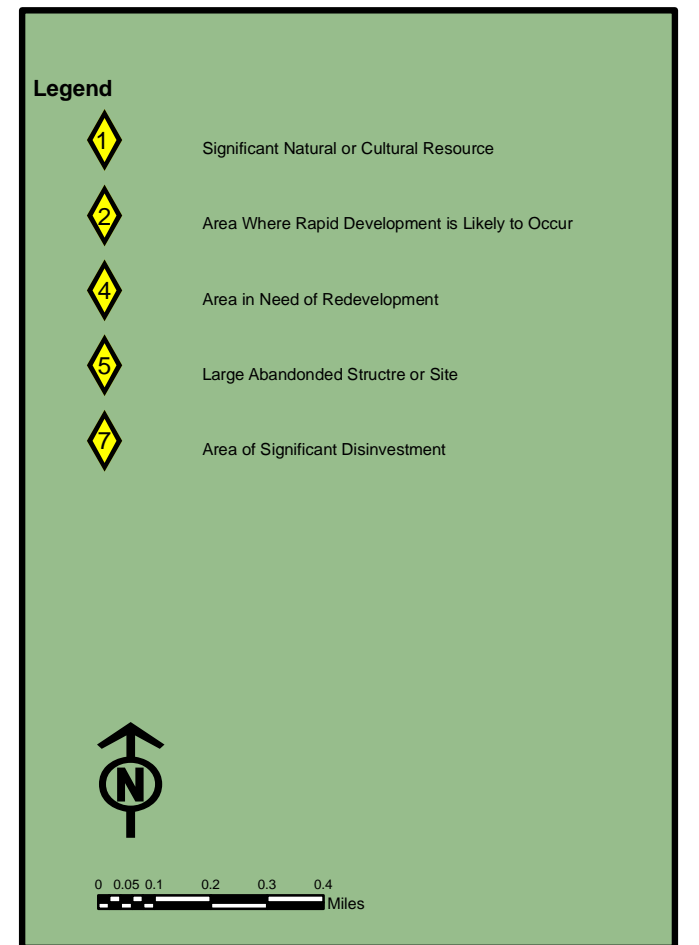 Legend
1 Significant Natural or Cultural Resource
2 Area Where Rapid Development is Likely to Occur
4 Area in Need of Redevelopment
5 Large Abandonded Structre or Site
7 Area of Significant Disinvestment
N
0 0.05 0.1 0.2 0.3 0.4
Miles